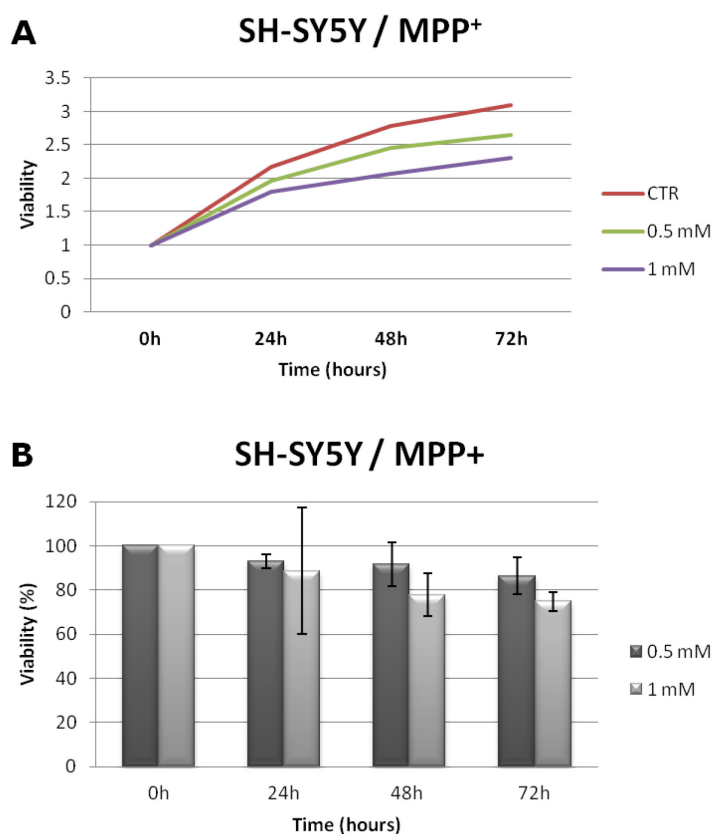 A
SH-SY5Y / MPP⁺
3.5
3
2.5
2
1.5
1
0.5
0
Viability
0h 24h 48h 72h
Time (hours)
CTR
0.5 mM
1 mM
B
SH-SY5Y / MPP+
120
100
80
60
40
20
0
Viability (%)
0h 24h 48h 72h
Time (hours)
0.5 mM
1 mM